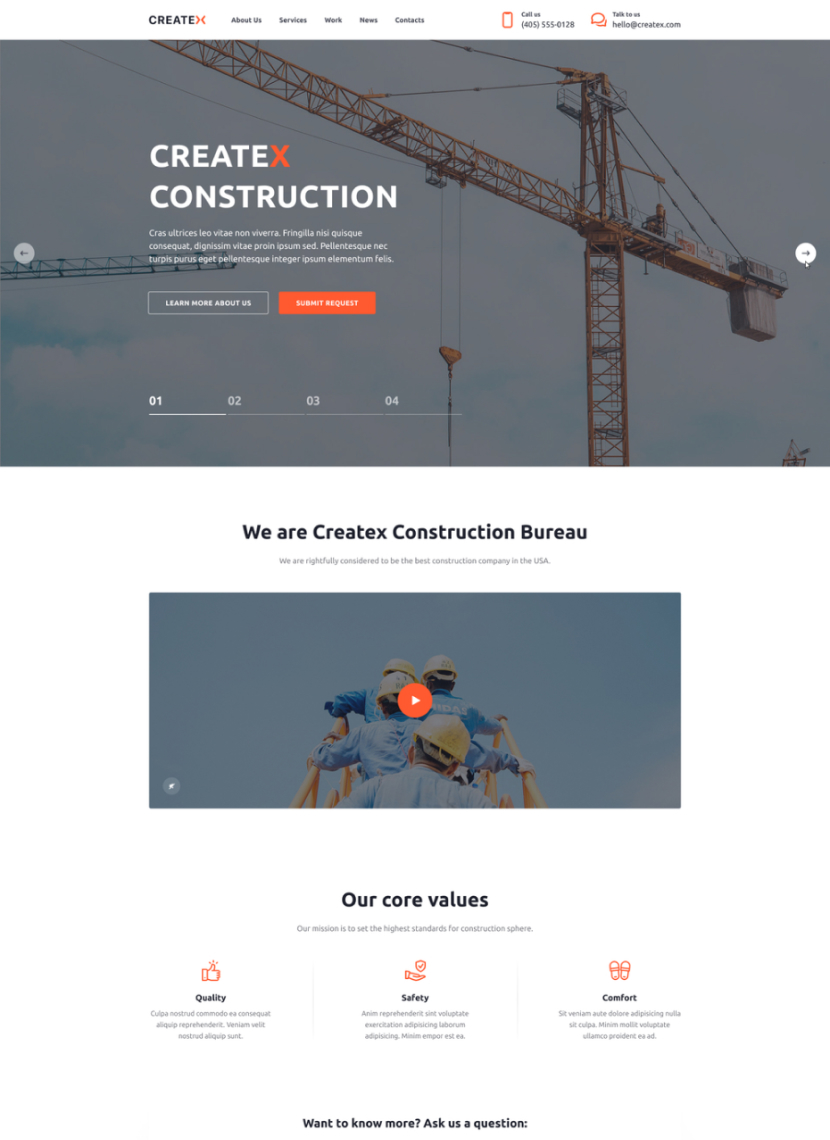 CREATEX
About Us
Services
Work
News
Contacts
Call us
(405) 555-0128
Talk to us
hello@createx.com
CREATEX
CONSTRUCTION
Cras ultrices leo vitae non viverra. Fringilla nisi quisque
consequat, dignissim vitae proin ipsum sed. Pellentesque nec
turpis purus eget pellentesque integer ipsum elementum felis.
LEARN MORE ABOUT US
SUBMIT REQUEST
01
02
03
04
We are Createx Construction Bureau
We are rightfully considered to be the best construction company in the USA.
Our core values
Our mission is to set the highest standards for construction sphere.
Quality
Culpa nostrud commodo ea consequat
aliquip reprehenderit. Veniam velit
nostrud aliquip sunt.
Safety
Anim reprehenderit sint voluptate
exercitation adipisicing laborum
adipisicing. Minim empor est ea.
Comfort
Sit veniam aute dolore adipisicing nulla
sit culpa. Minim mollit voluptate
ullamco proident ea ad.
Want to know more? Ask us a question: